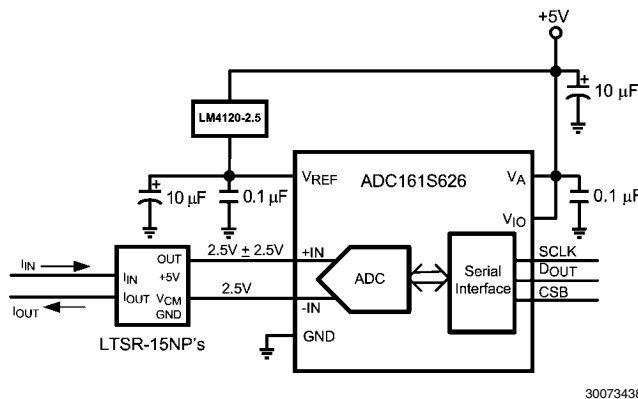 +5V
10 µF
LM4120-2.5
10 µF
0.1 µF
VREF
ADC161S626
VA
0.1 µF
VIO
IIN
OUT
2.5V ± 2.5V
+IN
SCLK
IIN
+5V
ADC
Serial
Interface
DOUT
IOUT
VCM
2.5V
-IN
CSB
IOUT
GND
GND
LTSR-15NP's
30073438